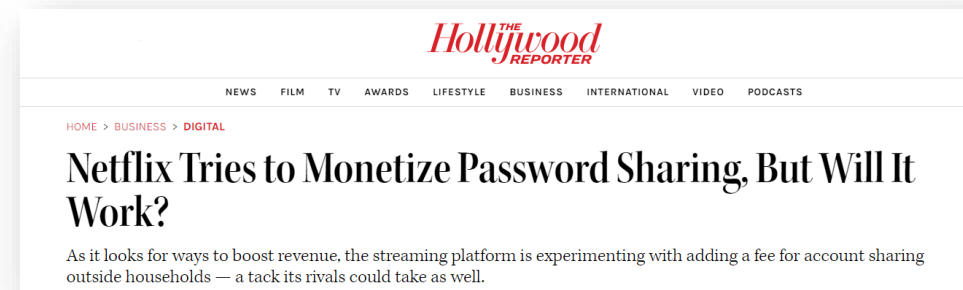 THE
Hollywood
REPORTER
NEWS FILM TV AWARDS LIFESTYLE BUSINESS INTERNATIONAL VIDEO PODCASTS
HOME > BUSINESS > DIGITAL
Netflix Tries to Monetize Password Sharing, But Will It
Work?
As it looks for ways to boost revenue, the streaming platform is experimenting with adding a fee for account sharing
outside households — a tack its rivals could take as well.